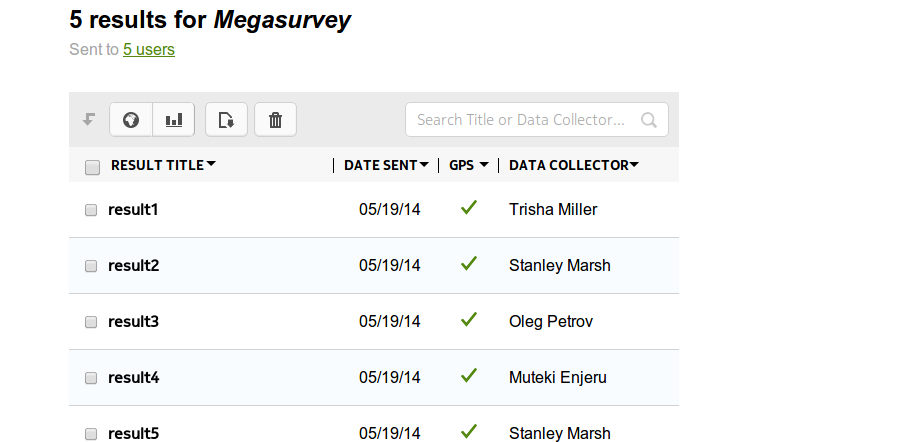 5 results for Megasurvey
Sent to 5 users
Search Title or Data Collector...
RESULT TITLE DATE SENT GPS DATA COLLECTOR
result1 05/19/14 Trisha Miller
result2 05/19/14 Stanley Marsh
result3 05/19/14 Oleg Petrov
result4 05/19/14 Muteki Enjeru
result5 05/19/14 Stanley Marsh